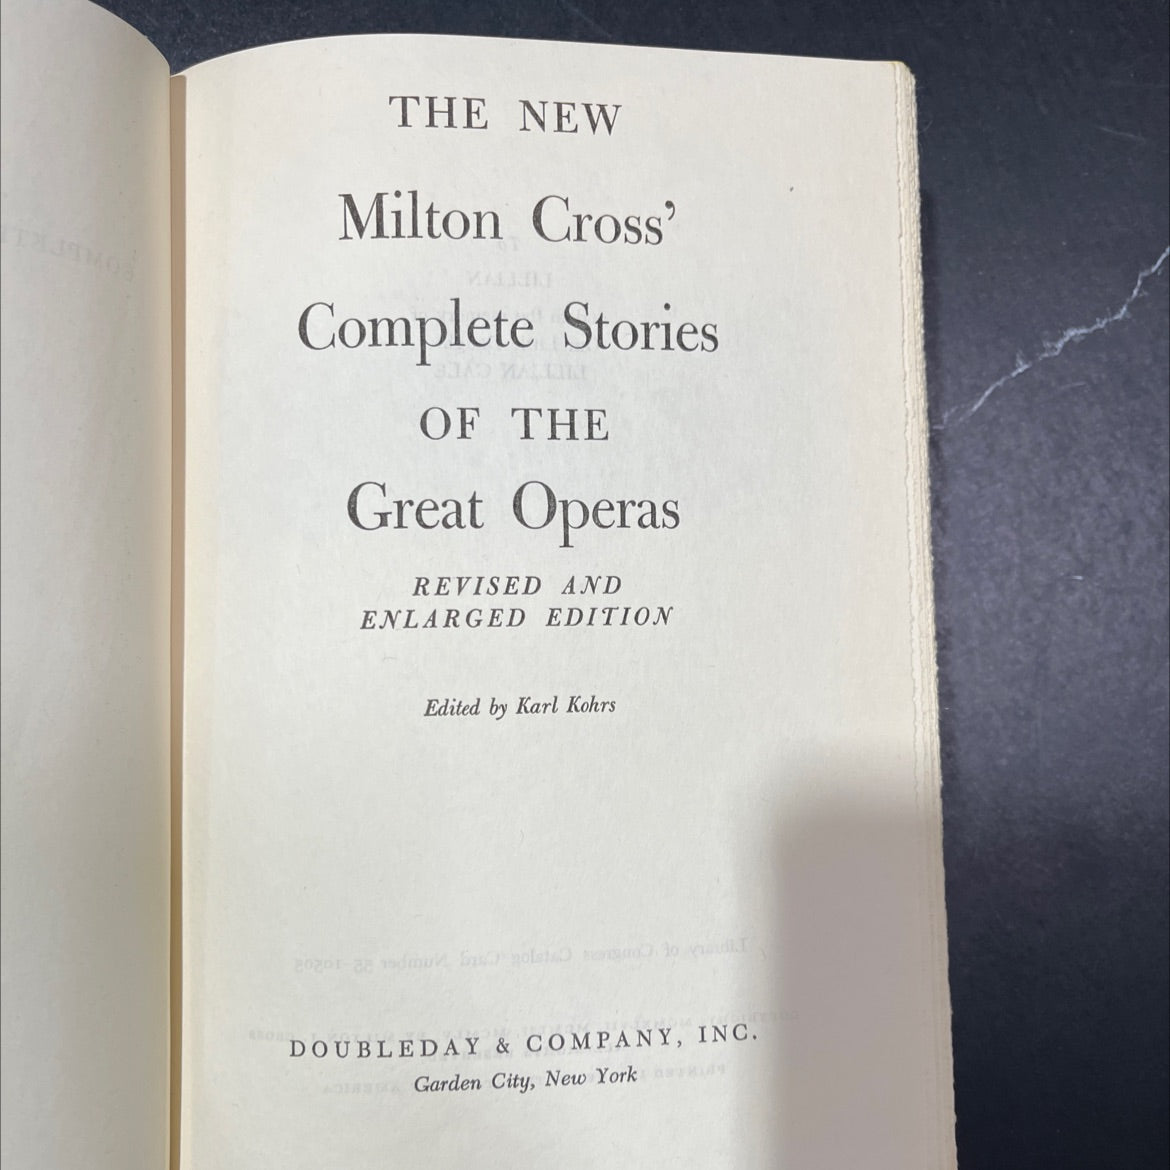 THE NEW
Milton Cross'
Complete Stories
OF THE
Great Operas
REVISED AND
ENLARGED EDITION
Edited by Karl Kohrs
DOUBLEDAY & COMPANY, INC.
Garden City, New York